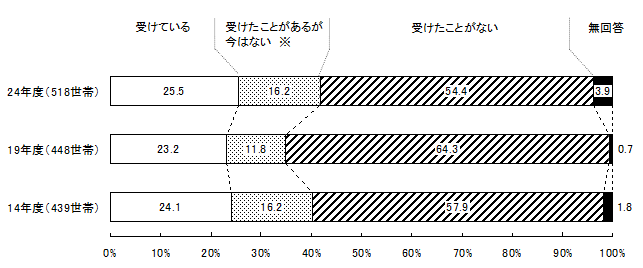 受けている
受けたことがあるが
今はない ※
受けたことがない
無回答
24年度（518世帯）
25.5
16.2
54.4
3.9
19年度（448世帯）
23.2
11.8
64.3
0.7
14年度（439世帯）
24.1
16.2
57.9
1.8
0% 10% 20% 30% 40% 50% 60% 70% 80% 90% 100%